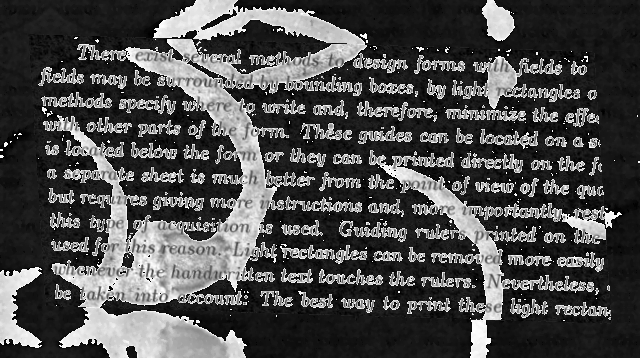 There exist several methods to design forms with fields to
fields may be surrounded by bounding boxes, by light rectangles o
methods specify where to write and, therefore, minimize the effe
with other parts of the form. These guides can be located on a s
is located below the form or they can be printed directly on the fo
a separate sheet is much better from the point of view of the qua
but requires giving more instructions and, more importantly, rest
this type of acquisition is used. Guiding rulers printed on the
used for this reason. Light rectangles can be removed more easily
whenever the handwritten text touches the rulers. Nevertheless,
be taken into account: The best way to print these light rectan